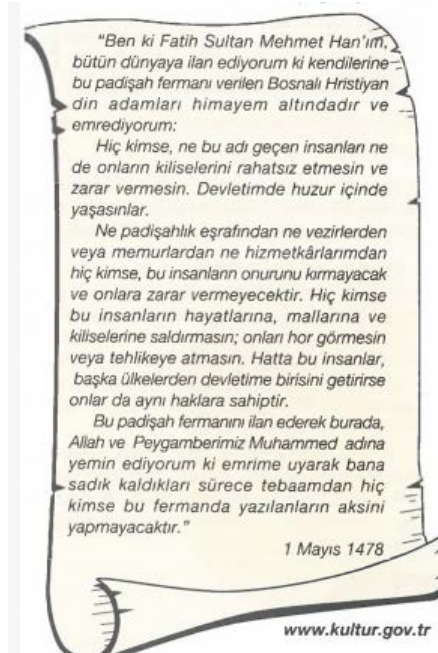 "Ben ki Fatih Sultan Mehmet Han'ım,
bütün dünyaya ilan ediyorum ki kendilerine
bu padişah fermanı verilen Bosnalı Hristiyan
din adamları himayem altındadır ve
emrediyorum:
Hiç kimse, ne bu adı geçen insanları ne
de onların kiliselerini rahatsız etmesin ve
zarar vermesin. Devletimde huzur içinde
yaşasınlar.
Ne padişahlık eşrafından ne vezirlerden
veya memurlardan ne hizmetkârlarımdan
hiç kimse, bu insanların onurunu kırmayacak
ve onlara zarar vermeyecektir. Hiç kimse
bu insanların hayatlarına, mallarına ve
kiliselerine saldırmasın; onları hor görmesin
veya tehlikeye atmasın. Hatta bu insanlar,
başka ülkelerden devletime birisini getirirse
onlar da aynı haklara sahiptir.
Bu padişah fermanını ilan ederek burada,
Allah ve Peygamberimiz Muhammed adına
yemin ediyorum ki emrime uyarak bana
sadık kaldıkları sürece tebaamdan hiç
kimse bu fermanda yazılanların aksini
yapmayacaktır."
1 Mayıs 1478
www.kultur.gov.tr